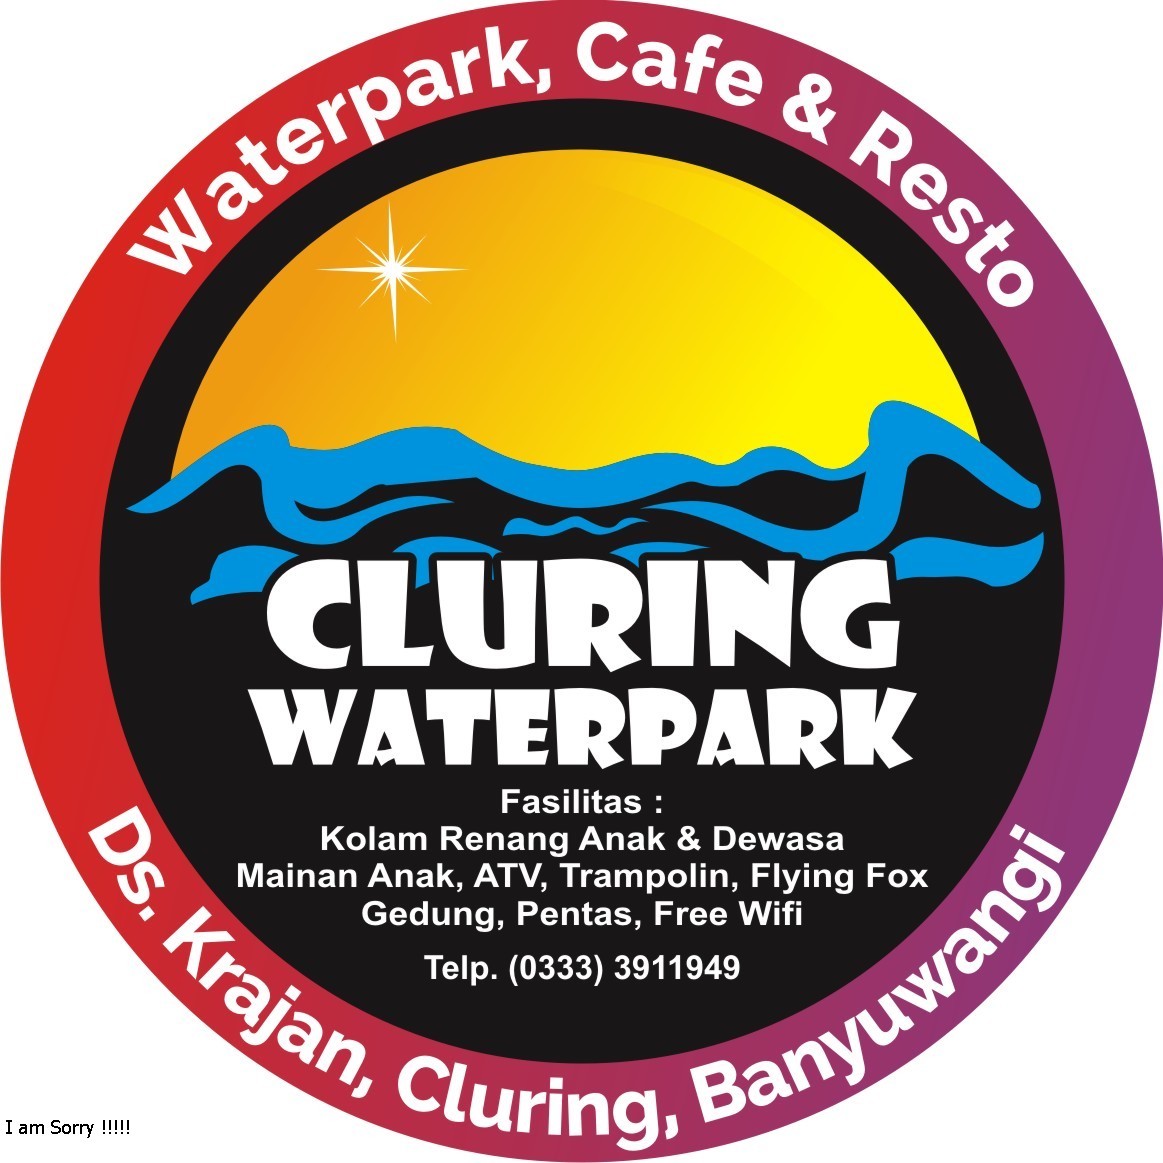 Waterpark, Cafe & Resto
CLURING
WATERPARK
Fasilitas :
Kolam Renang Anak & Dewasa
Mainan Anak, ATV, Trampolin, Flying Fox
Gedung, Pentas, Free Wifi
Telp. (0333) 3911949
Ds. Krajan, Cluring, Banyuwangi
I am Sorry !!!!!